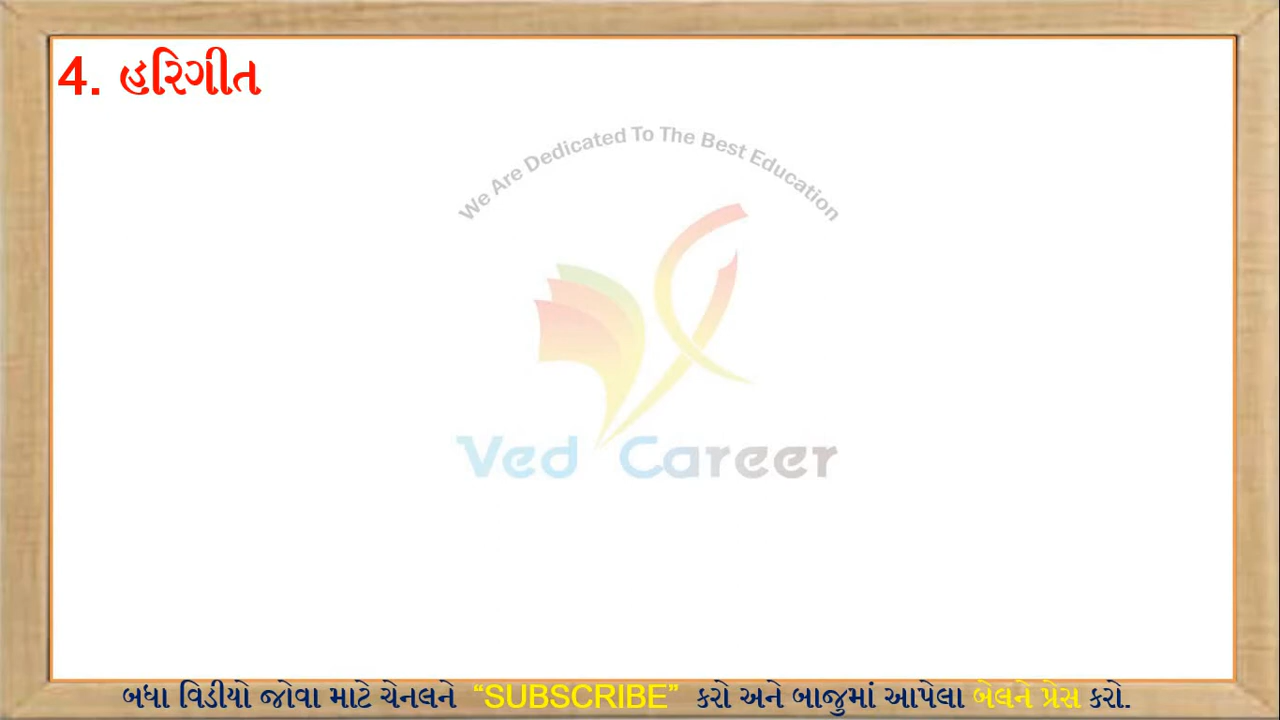 4. હરિગીત
We Are Dedicated To The Best Education
Ved Career
બધા વિડીયો જોવા માટે ચેનલને “SUBSCRIBE” કરો અને બાજુમાં આપેલા બેલને પ્રેસ કરો.